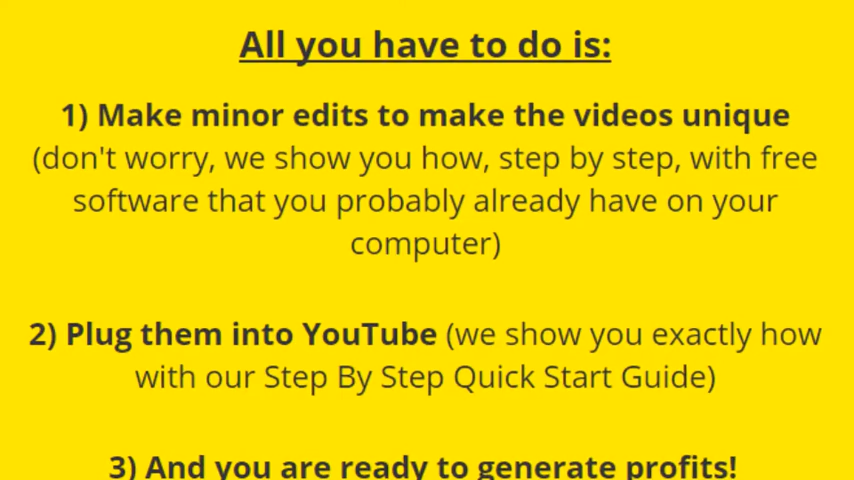 All you have to do is:
1) Make minor edits to make the videos unique
(don't worry, we show you how, step by step, with free
software that you probably already have on your
computer)
2) Plug them into YouTube (we show you exactly how
with our Step By Step Quick Start Guide)
3) And you are ready to generate profits!